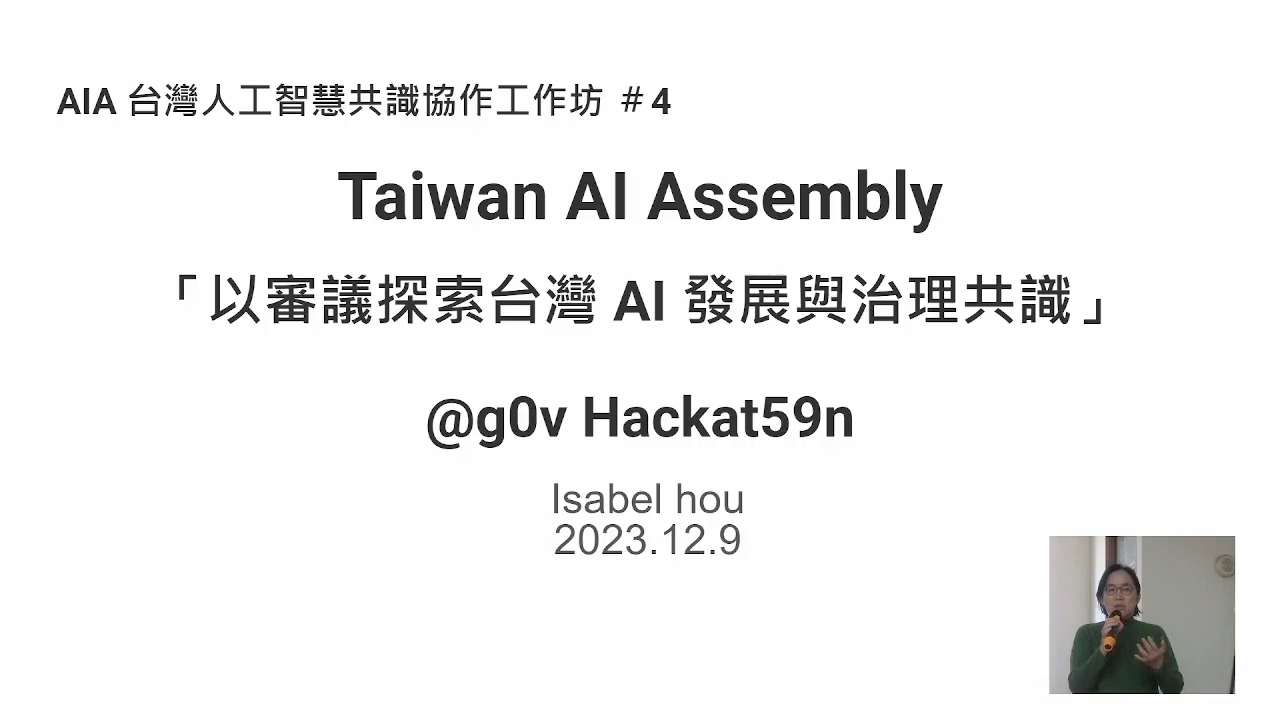 AIA 台灣人工智慧共識協作工作坊 ＃4
Taiwan AI Assembly
「以審議探索台灣 AI 發展與治理共識」
@g0v Hackat59n
Isabel hou
2023.12.9